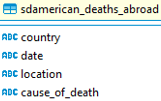 sdamerican_deaths_abroad
ABC country
ABC date
ABC location
ABC cause_of_death